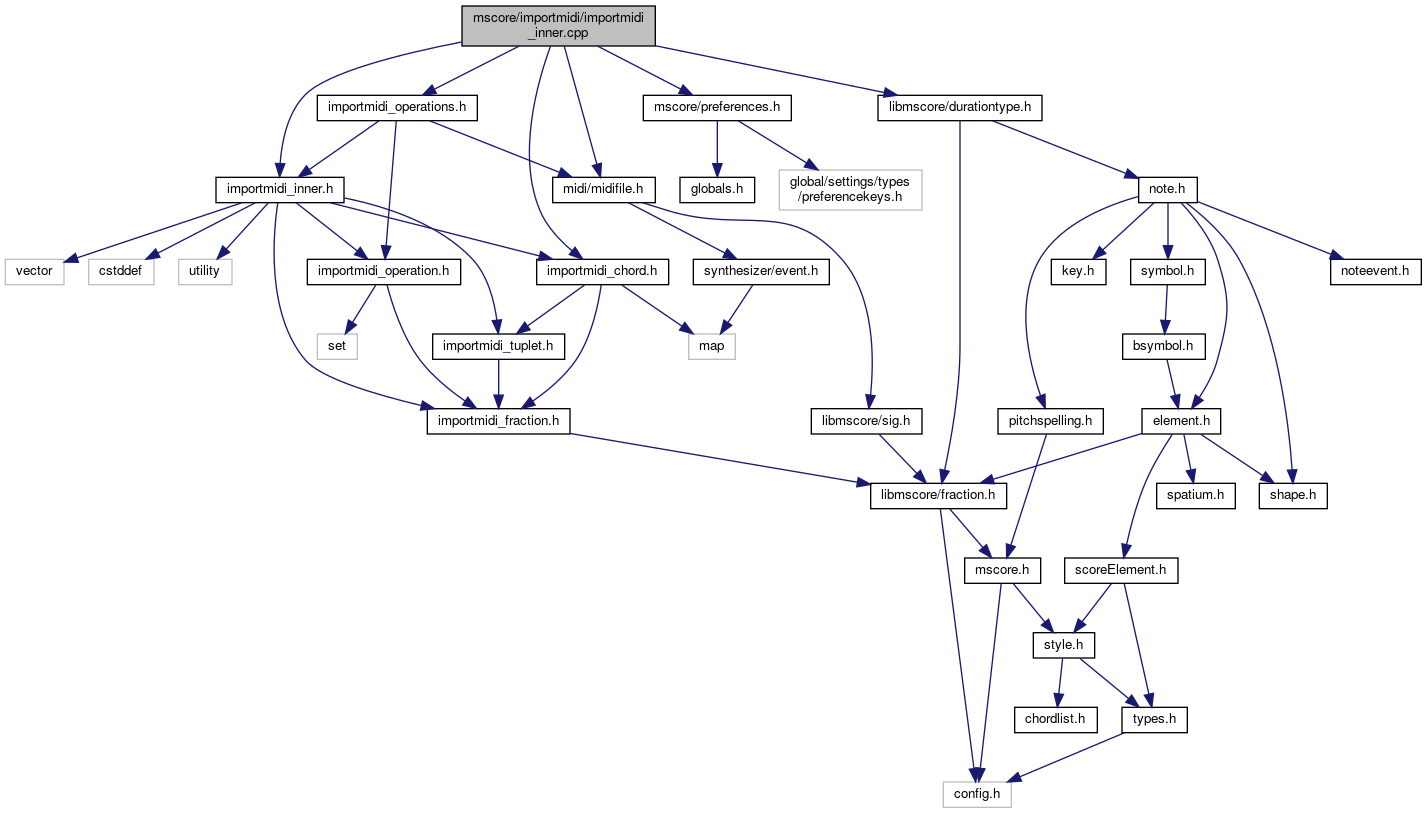 mscore/importmidi/importmidi
_inner.cpp
importmidi_operations.h
mscore/preferences.h
libmscore/durationtype.h
importmidi_inner.h
midi/midifile.h
globals.h
global/settings/types
/preferencekeys.h
note.h
vector
cstddef
utility
importmidi_operation.h
importmidi_chord.h
synthesizer/event.h
key.h
symbol.h
noteevent.h
set
importmidi_tuplet.h
map
bsymbol.h
importmidi_fraction.h
libmscore/sig.h
pitchspelling.h
element.h
libmscore/fraction.h
spatium.h
shape.h
mscore.h
scoreElement.h
style.h
chordlist.h
types.h
config.h